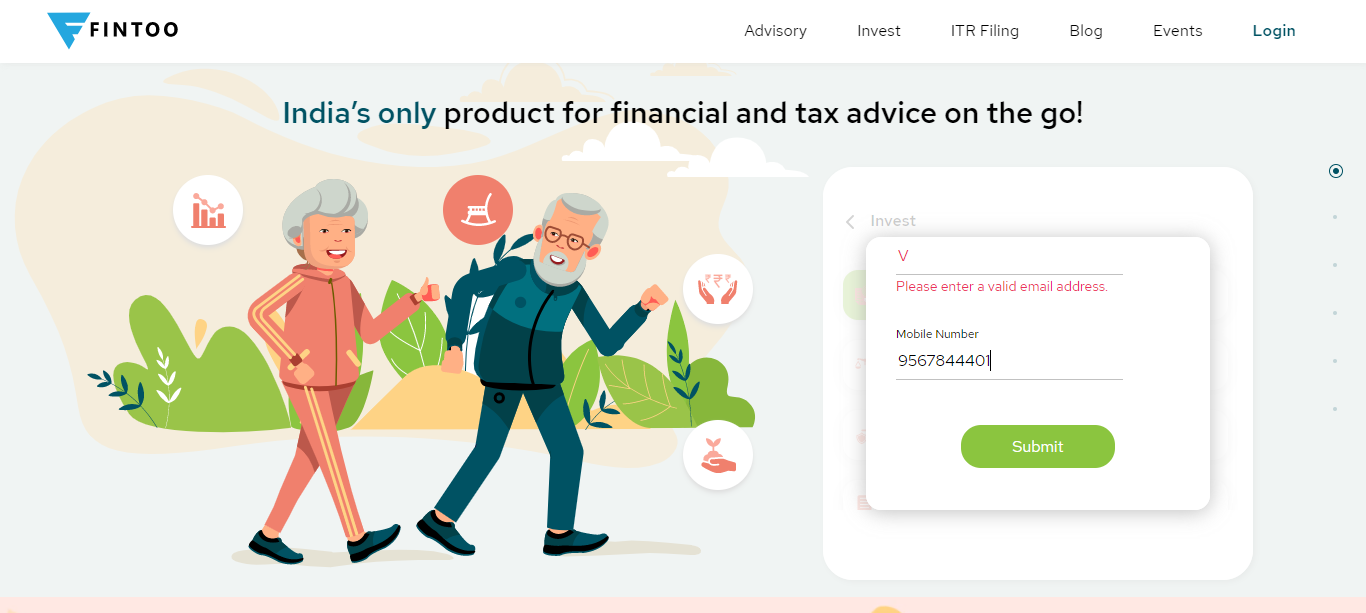 FINTOO
Advisory
Invest
ITR Filing
Blog
Events
Login
India's only product for financial and tax advice on the go!
Invest
V
Please enter a valid email address.
Mobile Number
9567844401
Submit